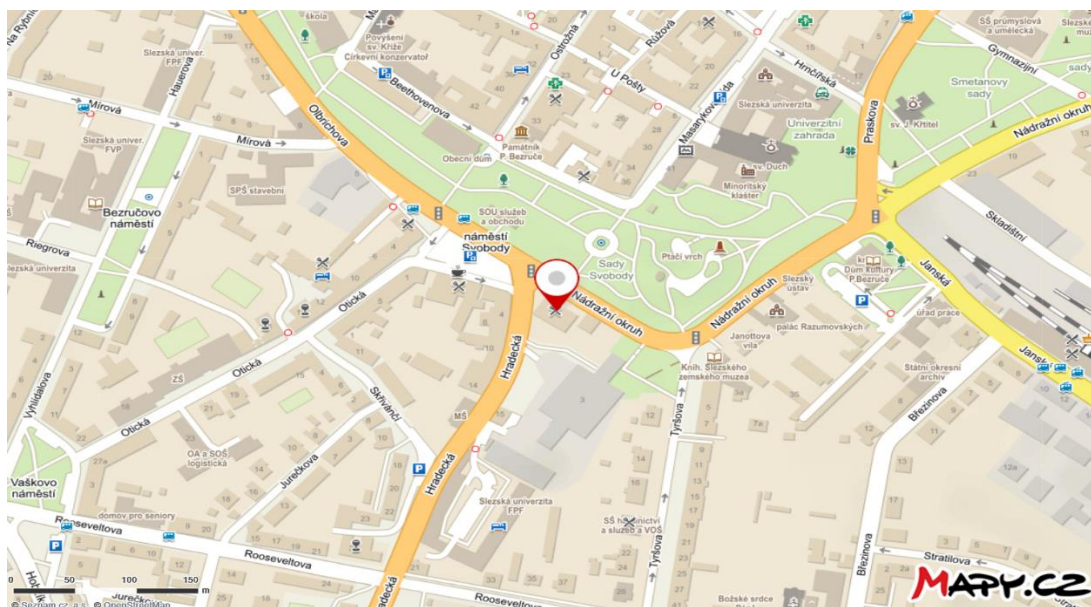 škola
Na Rybník
Slezská univer.
FPF
Hauerova
Povýšení
sv. Kříže
Církevní konzervatoř
Beethovenova
Ostrožná
Růžová
U Pošty
Hrnčířská
Slezská univerzita
Univerzitní
zahrada
Praskova
SŠ průmyslová
a umělecká
Gymnazijní
Smetanovy
sady
sv. J. Křtitel
Nádražní okruh
Mírová
Mírová
Olbrichova
Slezská univer.
FVP
SPŠ stavební
Obecní dům
Památník
P. Bezruče
sv. Duch
Minoritský
klášter
Bezručovo
náměstí
Riegrova
Slezská univerzita
SOU služeb
a obchodu
náměstí
Svobody
Sady
Svobody
Ptačí vrch
Slezský
ústav
Dům kultury
P.Bezruče
Janská
Skladištní
Otická
Otická
Otická
Nádražní okruh
Nádražní okruh
palác Razumovských
Janottova
vila
úřad práce
Janská
Knih. Slezského
zemského muzea
Státní okresní
archiv
Březinova
Březinova
Vyhlídalova
ZŠ
Skřivánčí
Hradecká
MŠ
OA a SOŠ
logistická
Jurečkova
Hradecká
Hradecká
Tyršova
Tyršova
Vaškovo
náměstí
domov pro seniory
Slezská univerzita
FPF
SŠ hotelnictví
a služeb a VOŠ
Rooseveltova
Rooseveltova
Stratilova
Božské srdce
0 50 100 150 m
© Seznam.cz, a.s., © OpenStreetMap
MAPY.CZ